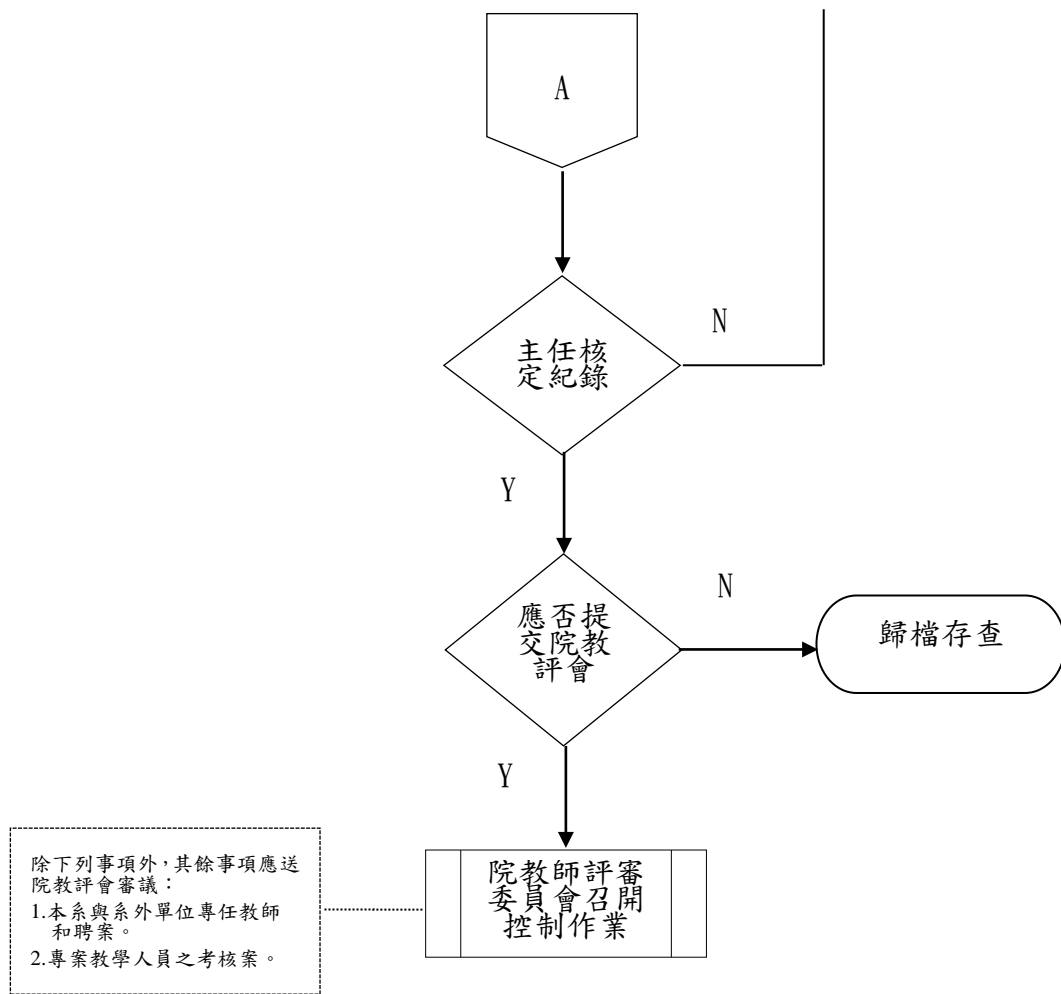 A
主任核
定紀錄
N
Y
應否提
交院教
評會
N
歸檔存查
Y
除下列事項外，其餘事項應送
院教評會審議：
1.本系與系外單位專任教師
和聘案。
2.專案教學人員之考核案。
院教師評審
委員會召開
控制作業